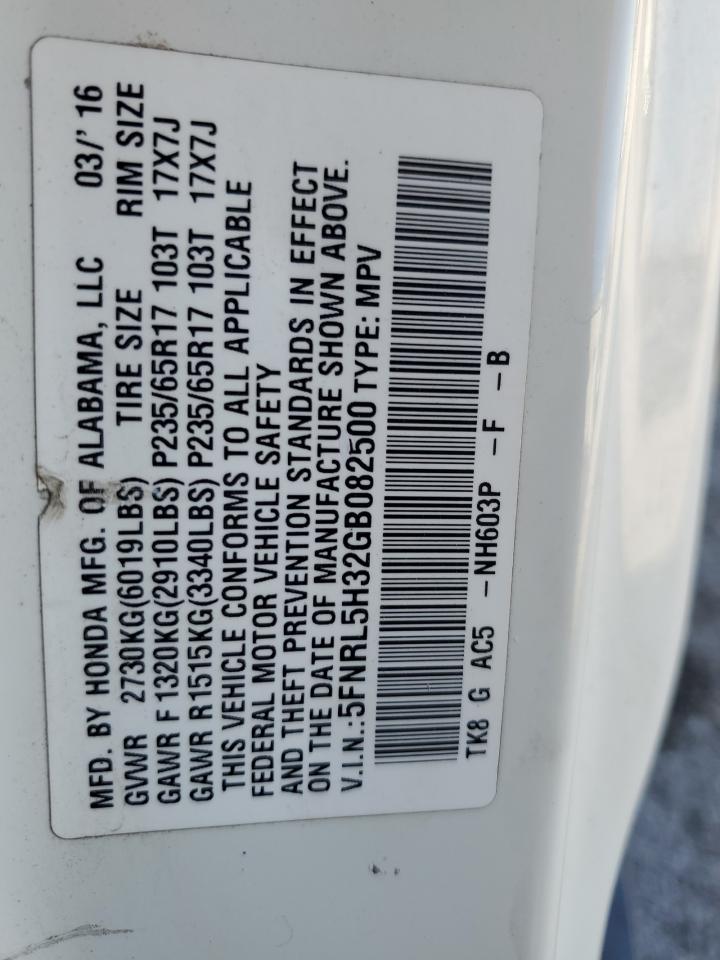 MFD. BY HONDA MFG. OF ALABAMA, LLC 03/' 16
GVWR 2730KG(6019LBS) TIRE SIZE RIM SIZE
GAWR F 1320KG(2910LBS) P235/65R17 103T 17X7J
GAWR R1515KG(3340LBS) P235/65R17 103T 17X7J
THIS VEHICLE CONFORMS TO ALL APPLICABLE
FEDERAL MOTOR VEHICLE SAFETY
AND THEFT PREVENTION STANDARDS IN EFFECT
ON THE DATE OF MANUFACTURE SHOWN ABOVE.
V.I.N.:5FNRL5H32GB082500 TYPE: MPV
TK8 G AC5 -NH603P -F -B